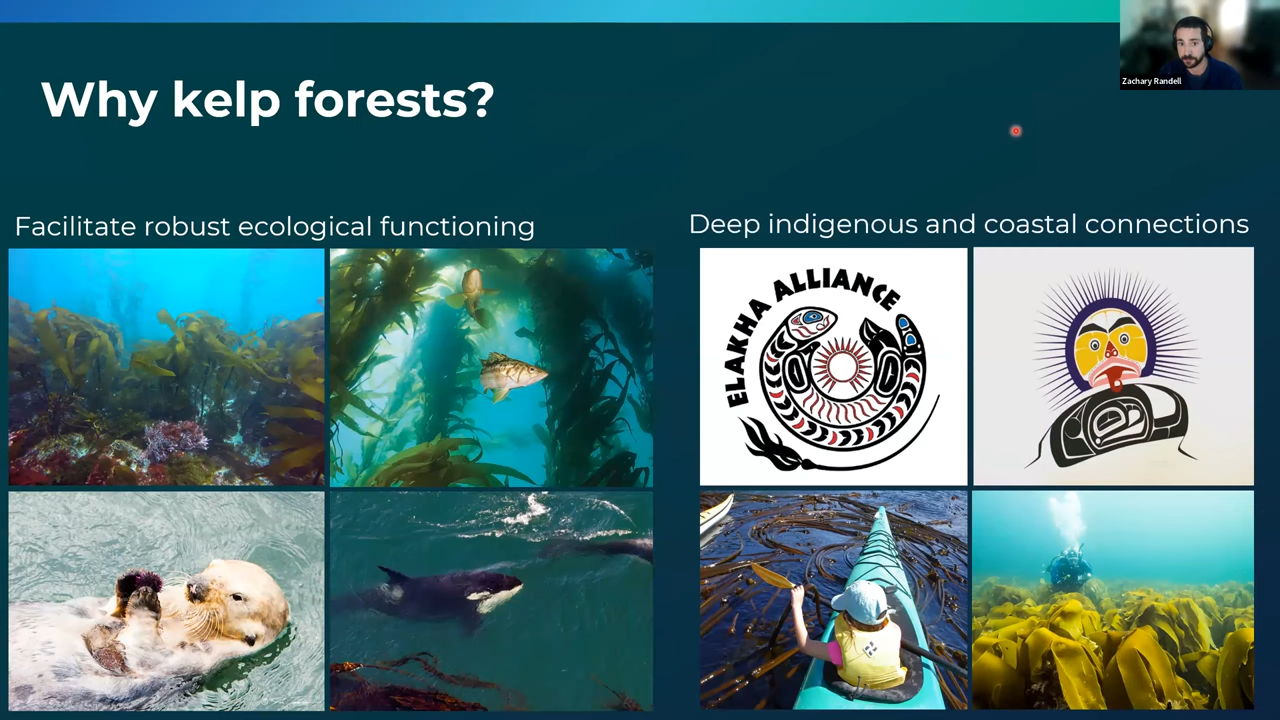 Zachary Randell
Why kelp forests?
Facilitate robust ecological functioning
Deep indigenous and coastal connections
ELAKHA ALLIANCE